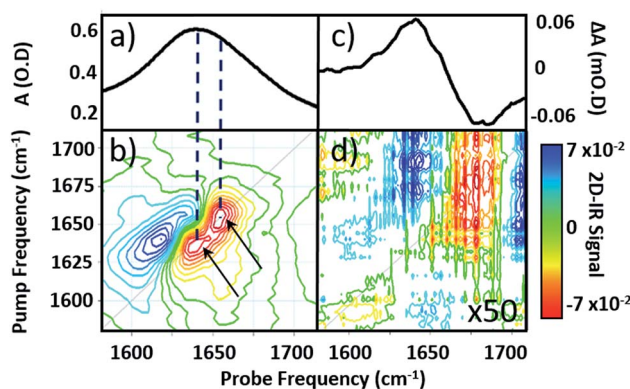 a)
c)
A (O.D)
0.6
0.4
0.2
0.06
0
-0.06
ΔA (mO.D)
b)
d)
Pump Frequency (cm-1)
1700
1675
1650
1625
1600
x50
1600
1650
1700
1600
1650
1700
Probe Frequency (cm-1)
7 x10-2
0
-7 x10-2
2D-IR Signal